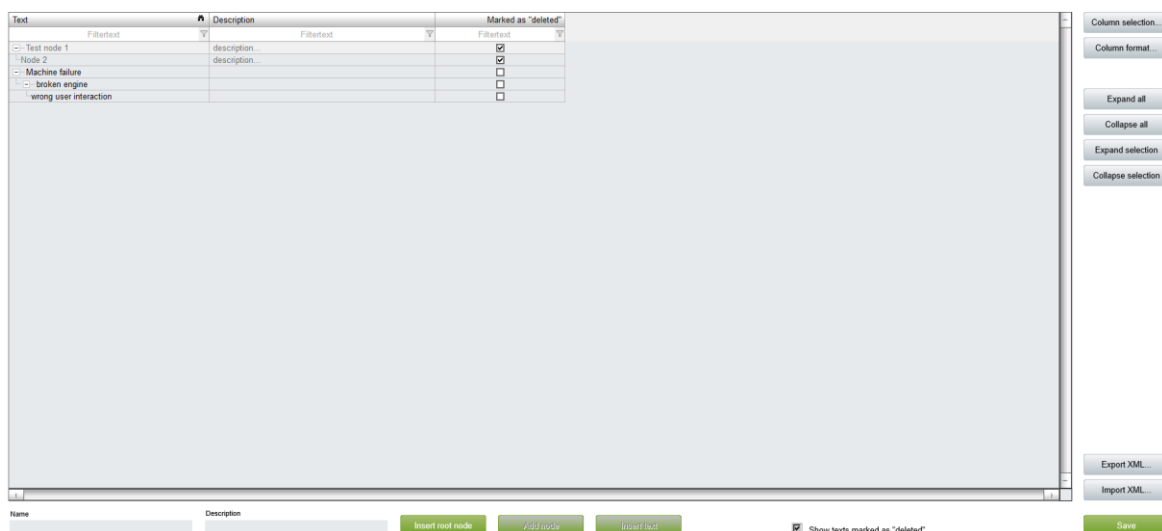 Text Description Marked as "deleted"
Filtertext Filtertext Filtertext
Test node 1 description...
Node 2 description...
Machine failure
broken engine
wrong user interaction
Column selection...
Column format...
Expand all
Collapse all
Expand selection
Collapse selection
Export XML...
Import XML...
Name Description
Insert root node Add node Insert text Show texts marked as "deleted" Save